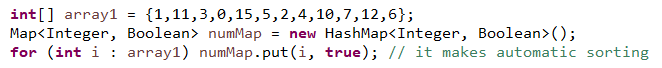 int[] array1 = {1,11,3,0,15,5,2,4,10,7,12,6};
Map<Integer, Boolean> numMap = new HashMap<Integer, Boolean>();
for (int i : array1) numMap.put(i, true); // it makes automatic sorting